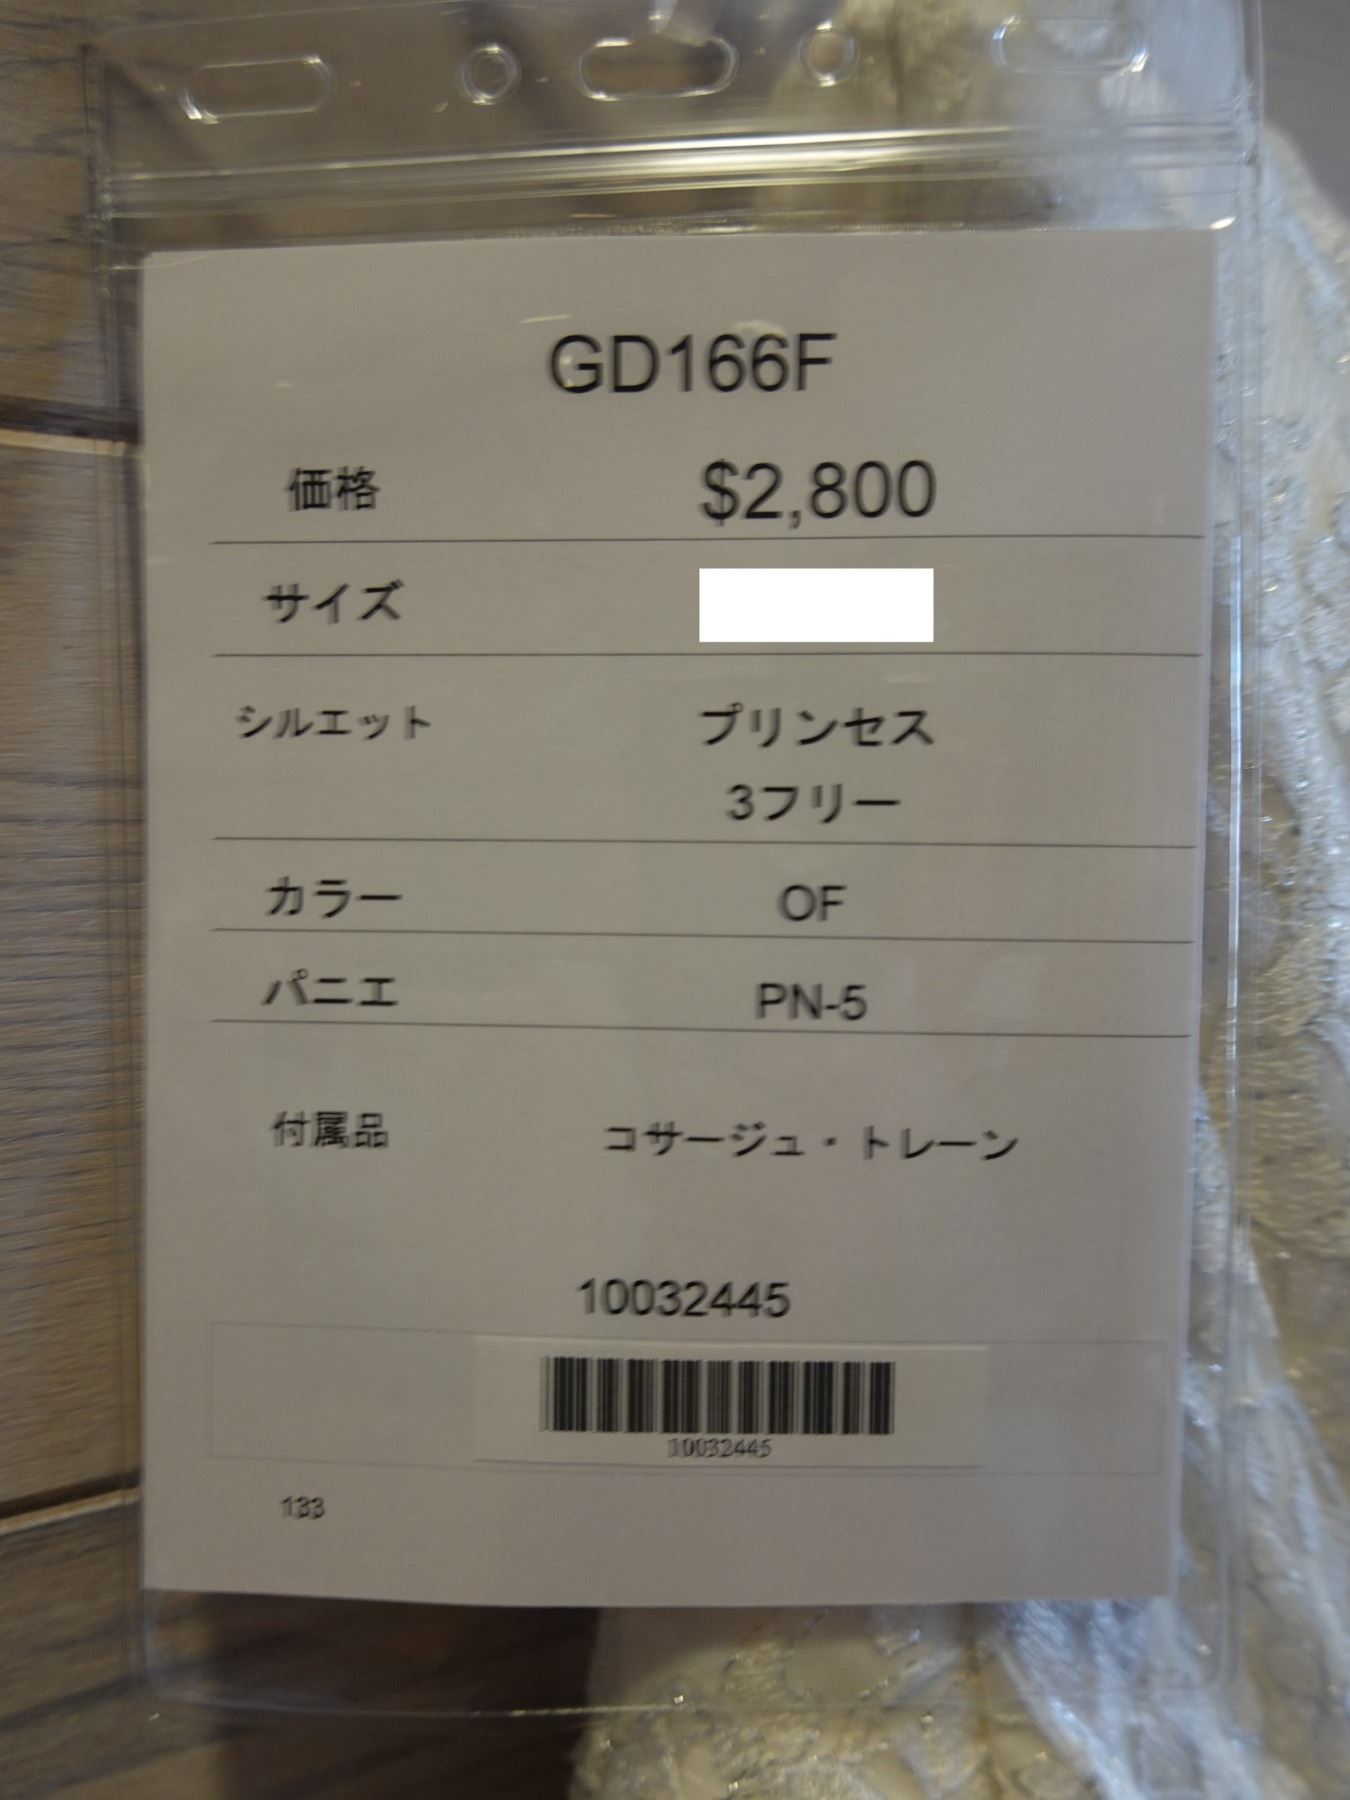 GD166F
価格 $2,800
サイズ
シルエット プリンセス
3フリー
カラー OF
パニエ PN-5
付属品 コサージュ・トレーン
10032445
10032445
133